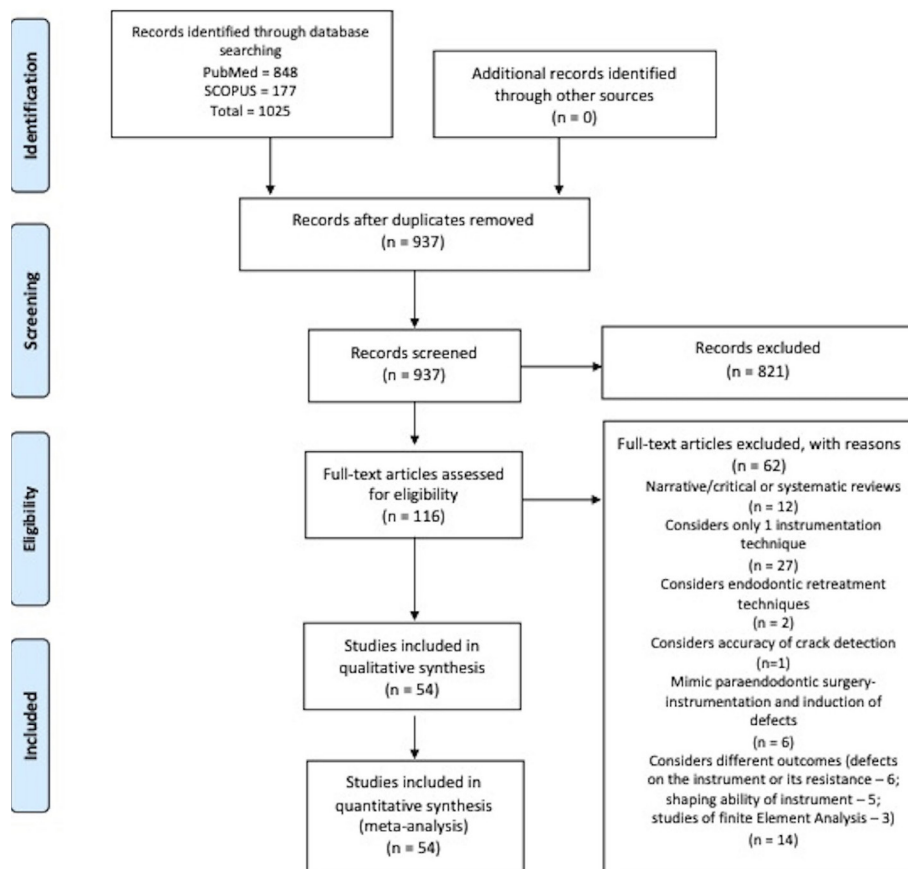 Identification
Records identified through database
searching
PubMed = 848
SCOPUS = 177
Total = 1025
Additional records identified
through other sources
(n = 0)
Records after duplicates removed
(n = 937)
Screening
Records screened
(n = 937)
Records excluded
(n = 821)
Eligibility
Full-text articles assessed
for eligibility
(n = 116)
Full-text articles excluded, with reasons
(n = 62)
Narrative/critical or systematic reviews
(n = 12)
Considers only 1 instrumentation
technique
(n = 27)
Considers endodontic retreatment
techniques
(n = 2)
Considers accuracy of crack detection
(n=1)
Mimic paraendodontic surgery-
instrumentation and induction of
defects
(n = 6)
Considers different outcomes (defects
on the instrument or its resistance – 6;
shaping ability of instrument – 5;
studies of finite Element Analysis – 3)
(n = 14)
Included
Studies included in
qualitative synthesis
(n = 54)
Studies included in
quantitative synthesis
(meta-analysis)
(n = 54)